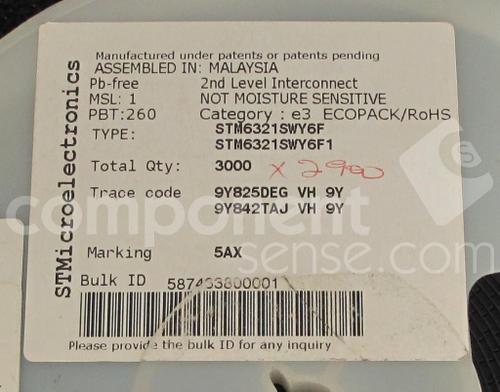 Manufactured under patents or patents pending
ASSEMBLED IN: MALAYSIA
Pb-free 2nd Level Interconnect
MSL: 1 NOT MOISTURE SENSITIVE
PBT:260 Category : e3 ECOPACK/RoHS
TYPE: STM6321SWY6F
STM6321SWY6F1
Total Qty: 3000 x 2900
Trace code 9Y825DEG VH 9Y
9Y842TAJ VH 9Y
Marking 5AX
Bulk ID 587433800001
Please provide the bulk ID for any inquiry
STMicroelectronics
component
sense.com